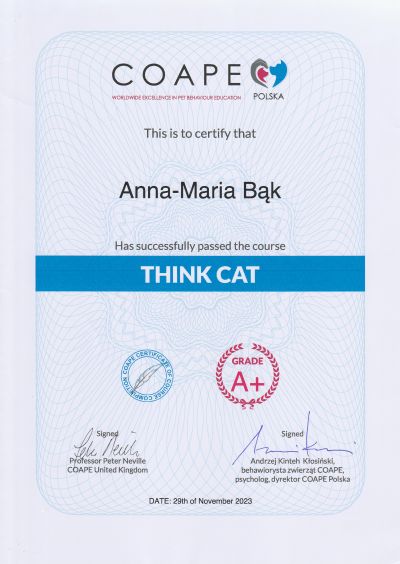 COAPE
WORLDWIDE EXCELLENCE IN PET BEHAVIOUR EDUCATION
POLSKA
This is to certify that
Anna-Maria Bąk
Has successfully passed the course
THINK CAT
COAPE CERTIFICATE OF COURSE COMPLETION
GRADE
A+
Signed
Professor Peter Neville
COAPE United Kingdom
Signed
Andrzej Kinteh Kłosiński,
behawiorysta zwierząt COAPE,
psycholog, dyrektor COAPE Polska
DATE: 29th of November 2023